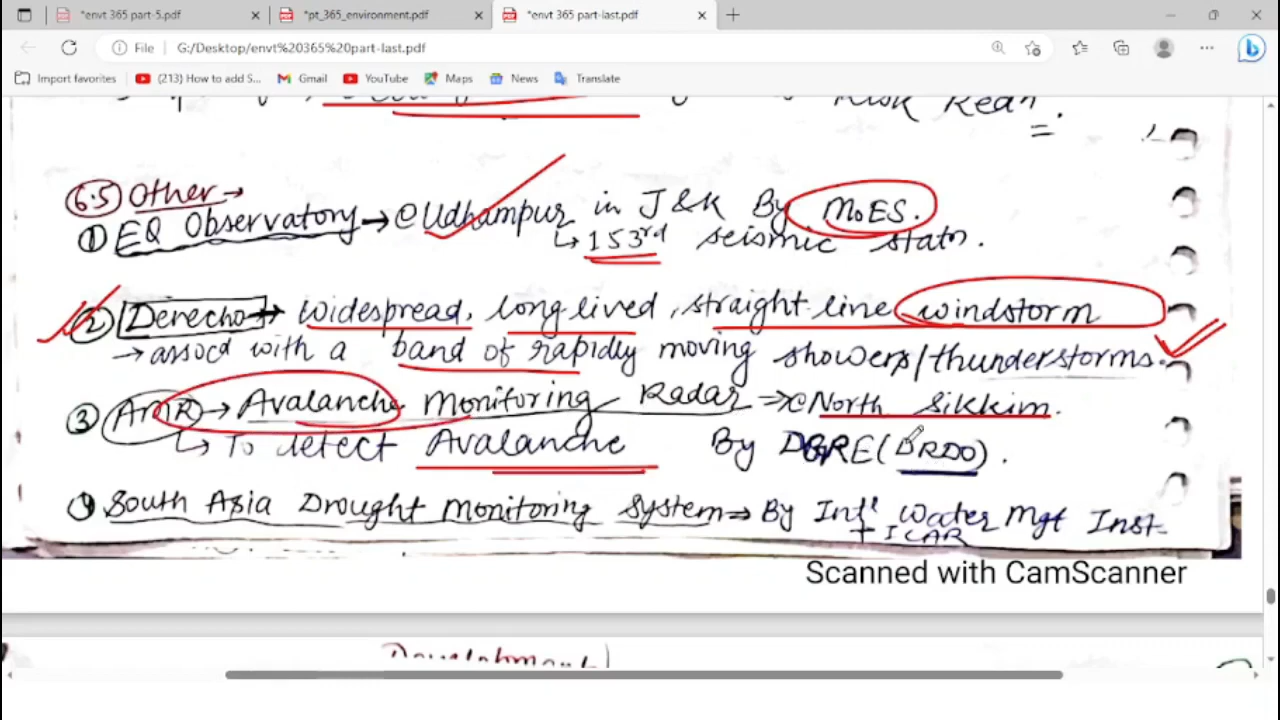 *envt 365 part-5.pdf
*pt_365_environment.pdf
*envt 365 part-last.pdf
File
G:/Desktop/envt%20365%20part-last.pdf
Import favorites
(213) How to add S...
Gmail
YouTube
Maps
News
Translate
Risk Redn.
6.5 Other →
① EQ Observatory → @ Udhampur in J&K By MoES.
↳ 153rd seismic statn.
② Derecho → widespread, long lived, straight line windstorm
→ assocd with a band of rapidly moving showers/thunderstorms.
③ AMR → Avalanche Monitoring Radar ⇒ @ North Sikkim.
↳ To detect Avalanche By DGRE (DRDO).
④ South Asia Drought Monitoring System ⇒ By Intl Water Mgt Inst
+ ICAR
Scanned with CamScanner